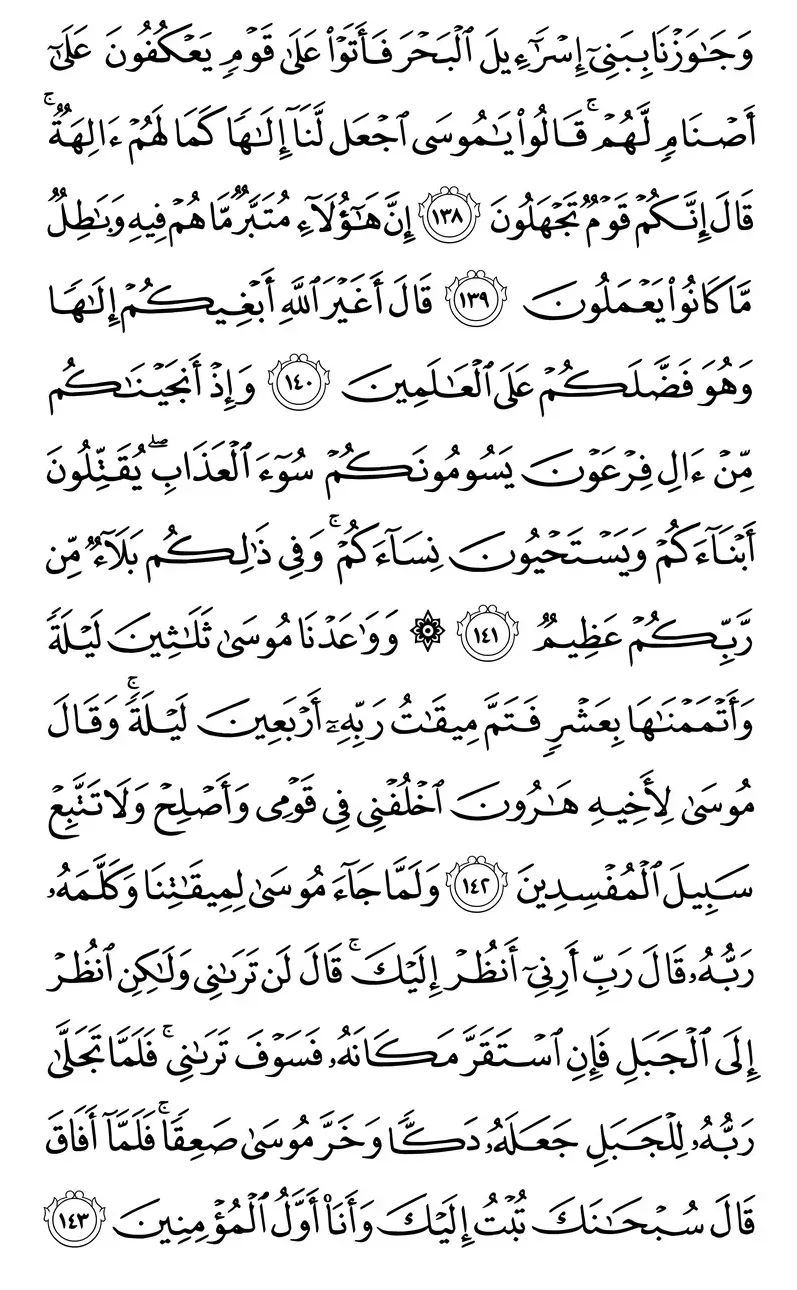 وَجَٰوَزْنَا بِبَنِىٓ إِسْرَٰٓءِيلَ ٱلْبَحْرَ فَأَتَوْا۟ عَلَىٰ قَوْمٍ يَعْكُفُونَ عَلَىٰٓ
أَصْنَامٍ لَّهُمْ ۚ قَالُوا۟ يَٰمُوسَى ٱجْعَل لَّنَآ إِلَٰهًا كَمَا لَهُمْ ءَالِهَةٌ ۚ
قَالَ إِنَّكُمْ قَوْمٌ تَجْهَلُونَ ١٣٨ إِنَّ هَٰٓؤُلَآءِ مُتَبَّرٌ مَّا هُمْ فِيهِ وَبَٰطِلٌ
مَّا كَانُوا۟ يَعْمَلُونَ ١٣٩ قَالَ أَغَيْرَ ٱللَّهِ أَبْغِيكُمْ إِلَٰهًا
وَهُوَ فَضَّلَكُمْ عَلَى ٱلْعَٰلَمِينَ ١٤٠ وَإِذْ أَنجَيْنَٰكُم
مِّنْ ءَالِ فِرْعَوْنَ يَسُومُونَكُمْ سُوٓءَ ٱلْعَذَابِ ۖ يُقَتِّلُونَ
أَبْنَآءَكُمْ وَيَسْتَحْيُونَ نِسَآءَكُمْ ۚ وَفِى ذَٰلِكُم بَلَآءٌ مِّن
رَّبِّكُمْ عَظِيمٌ ١٤١ ۞ وَوَٰعَدْنَا مُوسَىٰ ثَلَٰثِينَ لَيْلَةً
وَأَتْمَمْنَٰهَا بِعَشْرٍ فَتَمَّ مِيقَٰتُ رَبِّهِۦٓ أَرْبَعِينَ لَيْلَةً ۚ وَقَالَ
مُوسَىٰ لِأَخِيهِ هَٰرُونَ ٱخْلُفْنِى فِى قَوْمِى وَأَصْلِحْ وَلَا تَتَّبِعْ
سَبِيلَ ٱلْمُفْسِدِينَ ١٤٢ وَلَمَّا جَآءَ مُوسَىٰ لِمِيقَٰتِنَا وَكَلَّمَهُۥ
رَبُّهُۥ قَالَ رَبِّ أَرِنِىٓ أَنظُرْ إِلَيْكَ ۚ قَالَ لَن تَرَىٰنِى وَلَٰكِنِ ٱنظُرْ
إِلَى ٱلْجَبَلِ فَإِنِ ٱسْتَقَرَّ مَكَانَهُۥ فَسَوْفَ تَرَىٰنِى ۚ فَلَمَّا تَجَلَّىٰ
رَبُّهُۥ لِلْجَبَلِ جَعَلَهُۥ دَكًّا وَخَرَّ مُوسَىٰ صَعِقًا ۚ فَلَمَّآ أَفَاقَ
قَالَ سُبْحَٰنَكَ تُبْتُ إِلَيْكَ وَأَنَا۠ أَوَّلُ ٱلْمُؤْمِنِينَ ١٤٣